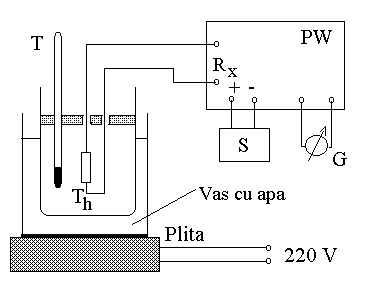 T
PW
Rx
+ -
S
G
Th
Vas cu apa
Plita
220 V